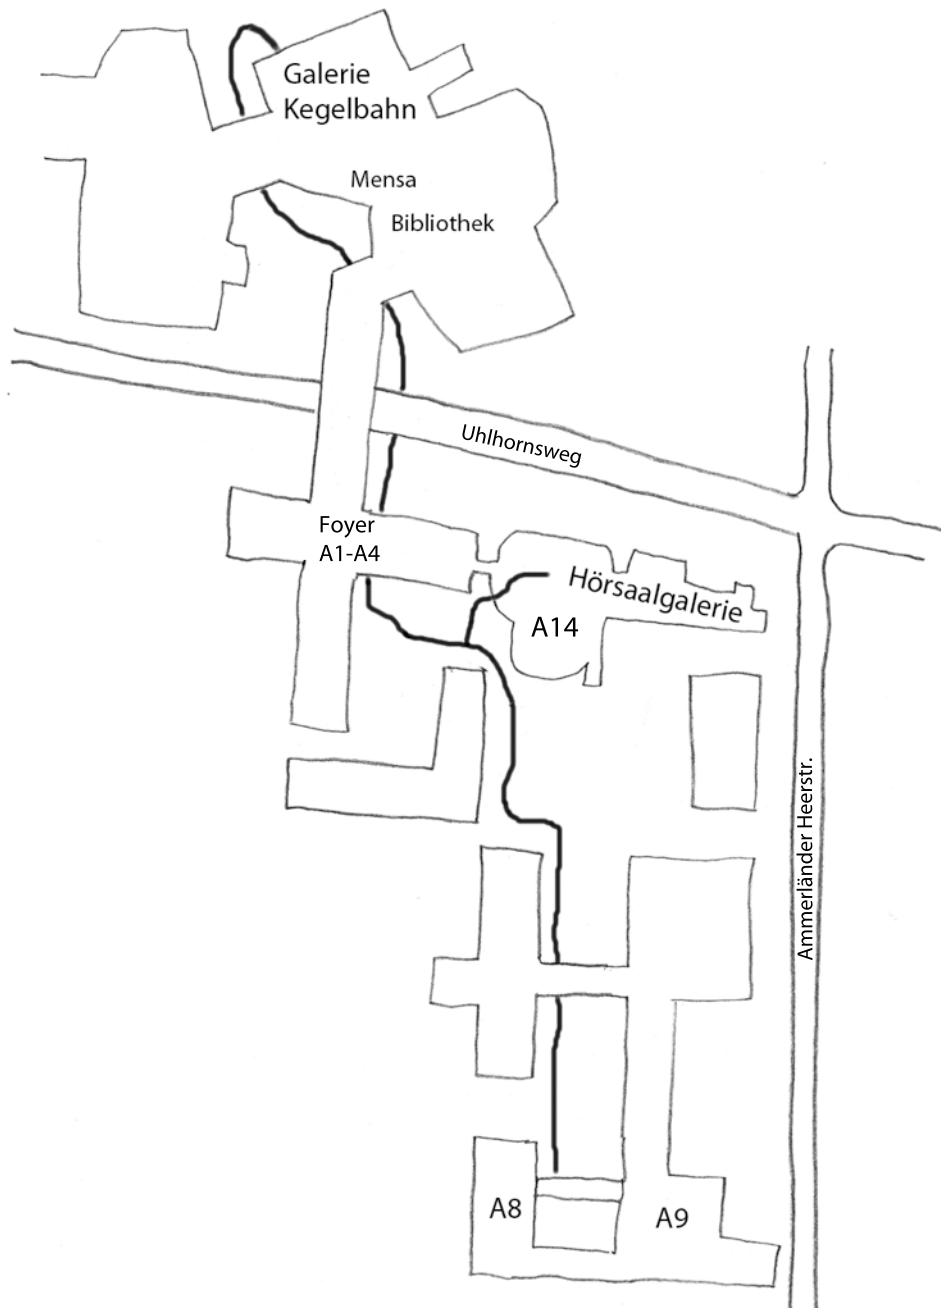 Galerie
Kegelbahn
Mensa
Bibliothek
Uhlhornsweg
Foyer
A1-A4
Hörsaalgalerie
A14
Ammerländer Heerstr.
A8
A9